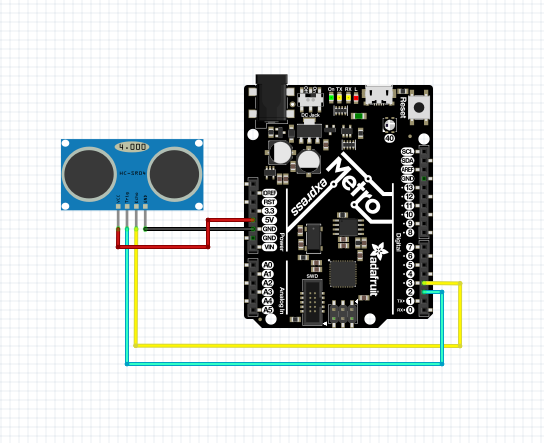 4.000
HC-SR04
Vcc
Trig
Echo
GND
On TX RX L
DC Jack
Reset
Metro
express
adafruit
Power
Analog In
Digital
SWD
IOREF
RST
3.3
5V
GND
GND
VIN
A0
A1
A2
A3
A4
A5
SCL
SDA
AREF
GND
13
12
11
10
9
8
7
6
5
4
3
2
TX▸ 1
RX◂ 0